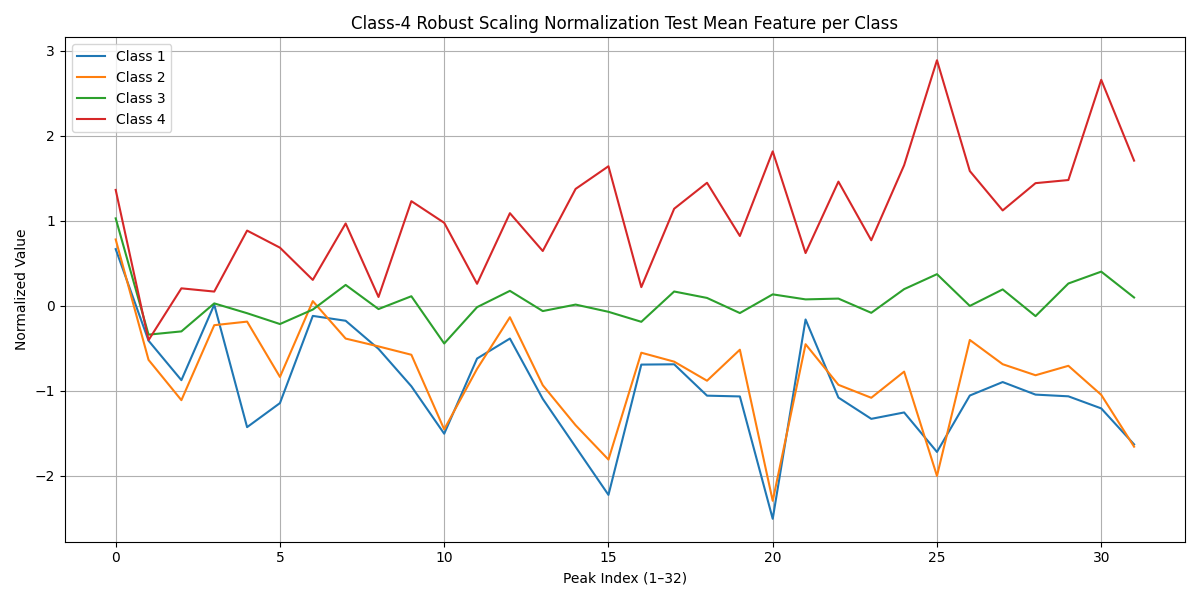 Class-4 Robust Scaling Normalization Test Mean Feature per Class
Class 1
Class 2
Class 3
Class 4
Normalized Value
3
2
1
0
−1
−2
0 5 10 15 20 25 30
Peak Index (1–32)